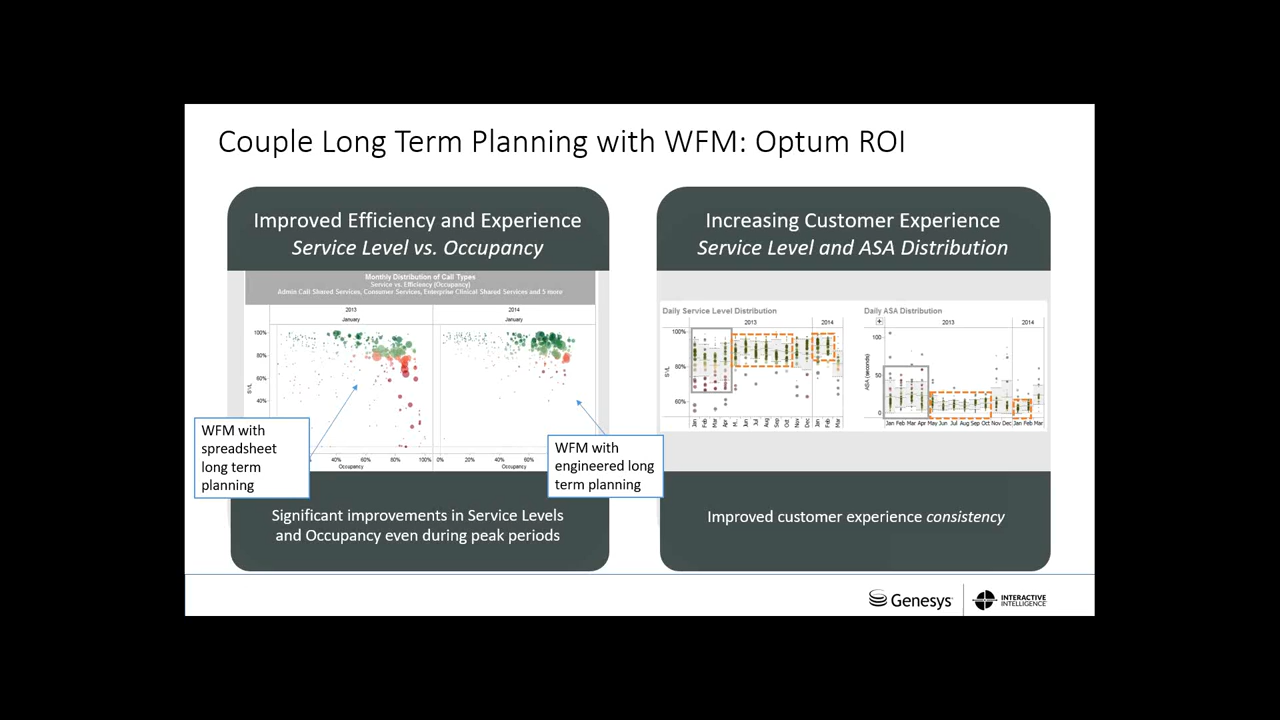 Couple Long Term Planning with WFM: Optum ROI
Improved Efficiency and Experience
Service Level vs. Occupancy
Monthly Distribution of Call Types
Service vs. Efficiency (Occupancy)
Admin Call Shared Services, Consumer Services, Enterprise Clinical Shared Services and 5 more
2013
2014
January
January
100%
80%
60%
40%
S.VL
40%
60%
80%
100%
0%
20%
40%
60%
Occupancy
Occupancy
WFM with
spreadsheet
long term
planning
WFM with
engineered long
term planning
Significant improvements in Service Levels
and Occupancy even during peak periods
Increasing Customer Experience
Service Level and ASA Distribution
Daily Service Level Distribution
2013
2014
100%
80%
60%
Jan Feb Mar Apr M.. Jun Jul Aug Sep Oct Nov Dec Jan Feb Mar
Daily ASA Distribution
2013
2014
ASA (seconds)
100
50
0
Jan Feb Mar Apr May Jun Jul Aug Sep Oct Nov Dec Jan Feb Mar
Improved customer experience consistency
Genesys
INTERACTIVE
INTELLIGENCE